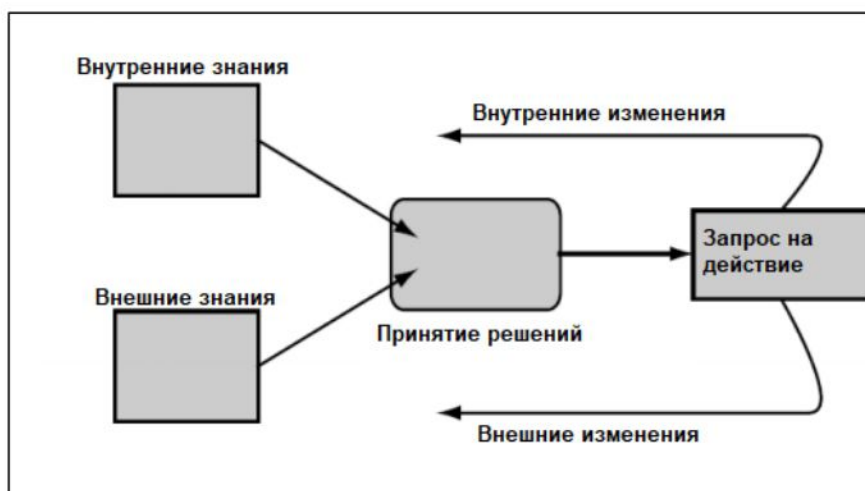 Внутренние знания
Внутренние изменения
Запрос на
действие
Внешние знания
Принятие решений
Внешние изменения